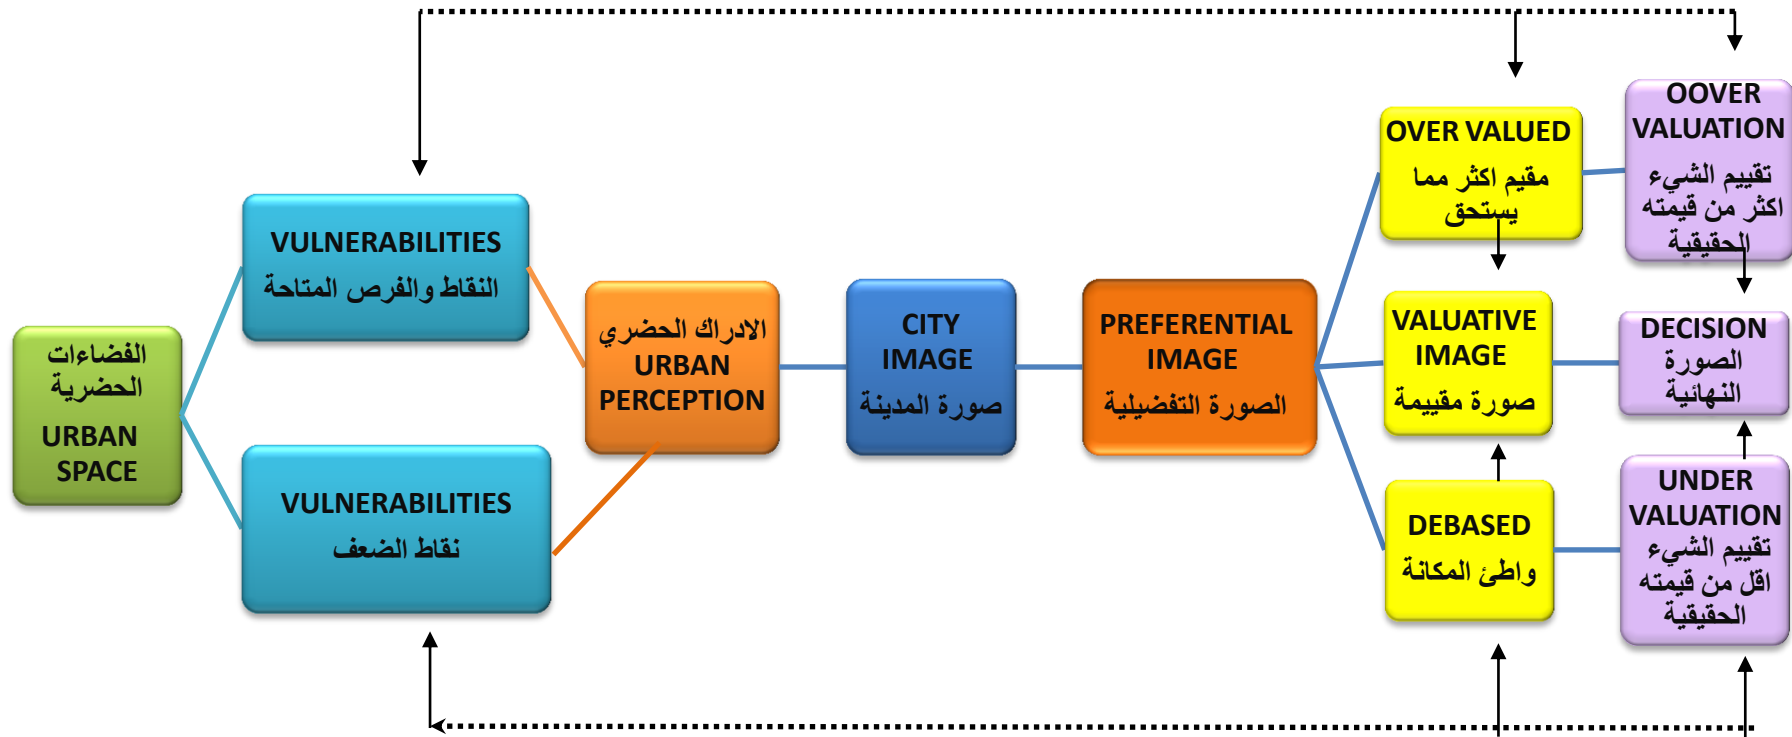 الفضاءات
الحضرية
URBAN
SPACE
VULNERABILITIES
النقاط والفرص المتاحة
VULNERABILITIES
نقاط الضعف
الادراك الحضري
URBAN
PERCEPTION
CITY
IMAGE
صورة المدينة
PREFERENTIAL
IMAGE
الصورة التفضيلية
OVER VALUED
مقيم اكثر مما
يستحق
VALUATIVE
IMAGE
صورة مقييمة
DEBASED
واطئ المكانة
OOVER
VALUATION
تقييم الشيء
اكثر من قيمته
الحقيقية
DECISION
الصورة
النهائية
UNDER
VALUATION
تقييم الشيء
اقل من قيمته
الحقيقية